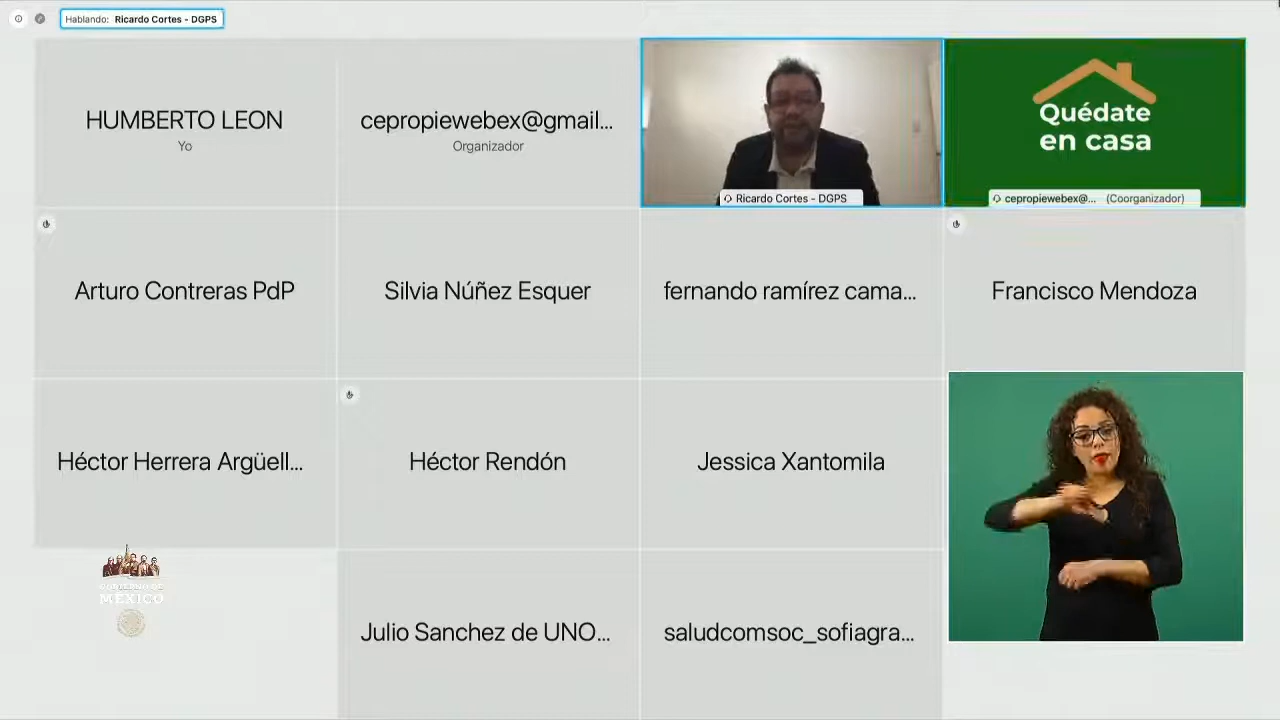 Hablando: Ricardo Cortes - DGPS
HUMBERTO LEON
Yo
cepropiewebex@gmail...
Organizador
Ricardo Cortes - DGPS
Quédate
en casa
cepropiewebex@... (Coorganizador)
Arturo Contreras PdP
Silvia Núñez Esquer
fernando ramírez cama...
Francisco Mendoza
Héctor Herrera Argüell...
Héctor Rendón
Jessica Xantomila
GOBIERNO DE
MÉXICO
Julio Sanchez de UNO...
saludcomsoc_sofiagra...